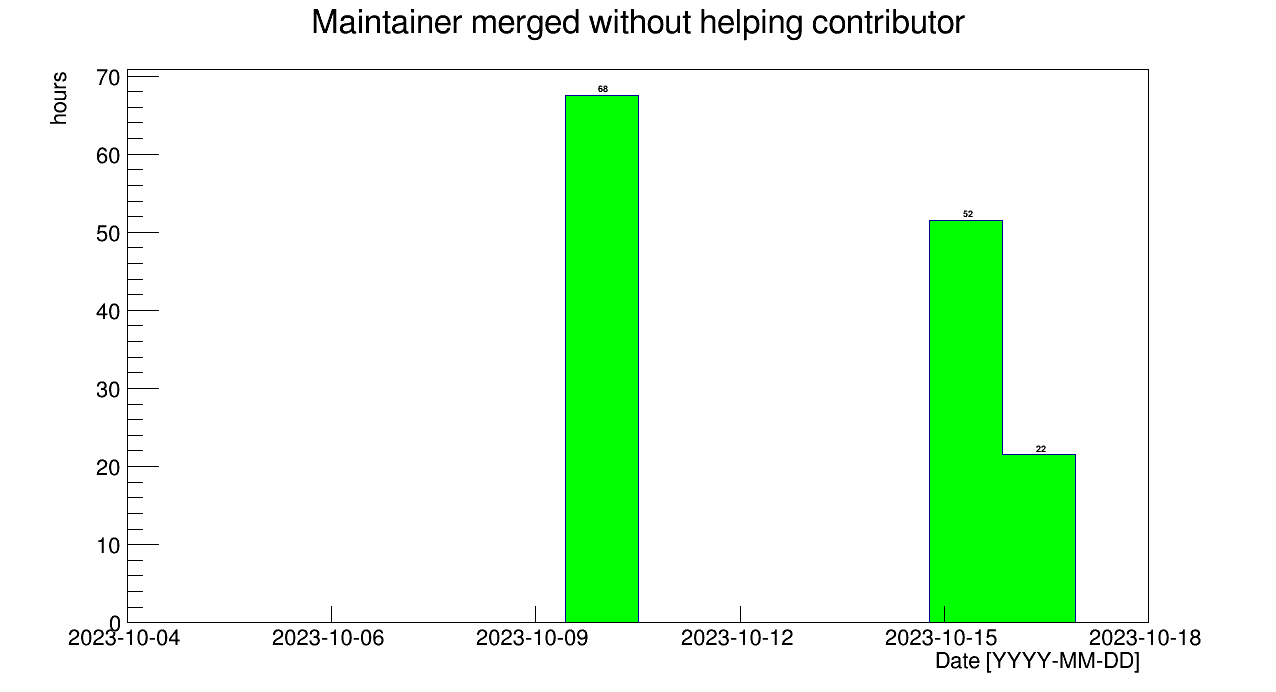 Maintainer merged without helping contributor
hours
70
60
50
40
30
20
10
0
68
52
22
2023-10-04 2023-10-06 2023-10-09 2023-10-12 2023-10-15 2023-10-18
Date [YYYY-MM-DD]